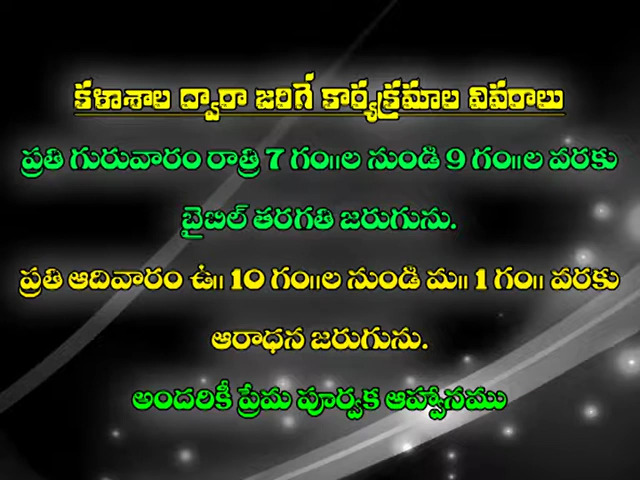 కళాశాల ద్వారా జరిగే కార్యక్రమాల వివరాలు
ప్రతి గురువారం రాత్రి 7 గం॥ల నుండి 9 గం॥ల వరకు
బైబిల్ తరగతి జరుగును.
ప్రతి ఆదివారం ఉ॥ 10 గం॥ల నుండి మ॥ 1 గం॥ వరకు
ఆరాధన జరుగును.
అందరికీ ప్రేమ పూర్వక ఆహ్వానము